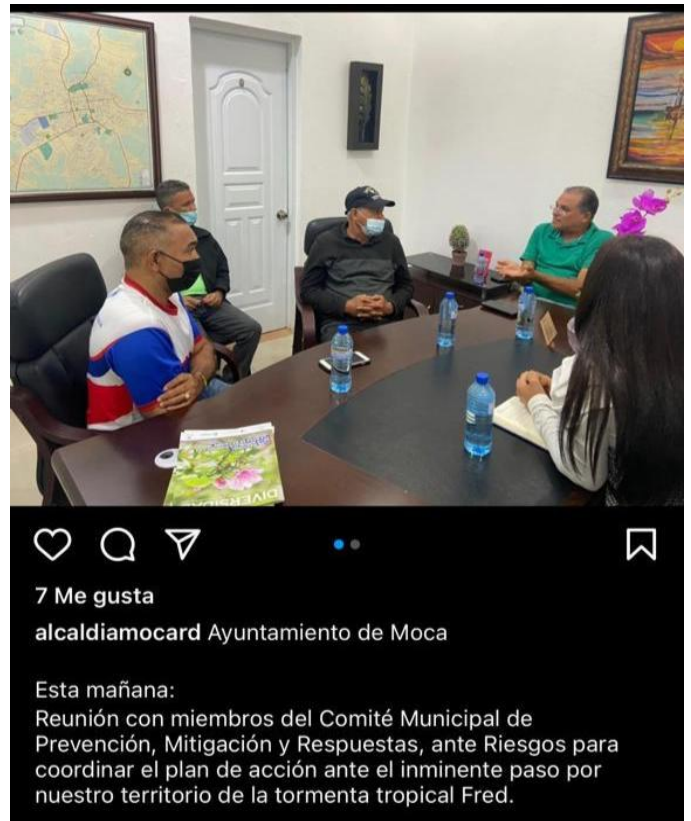 DIVERSIDAD
7 Me gusta
alcaldiamocard Ayuntamiento de Moca
Esta mañana:
Reunión con miembros del Comité Municipal de
Prevención, Mitigación y Respuestas, ante Riesgos para
coordinar el plan de acción ante el inminente paso por
nuestro territorio de la tormenta tropical Fred.